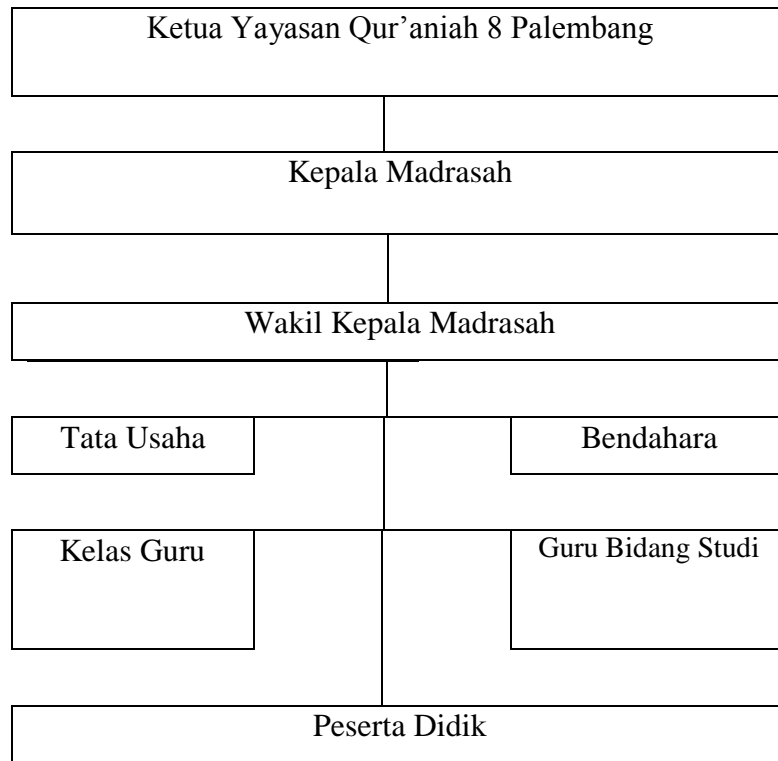 Ketua Yayasan Qur’aniah 8 Palembang
Kepala Madrasah
Wakil Kepala Madrasah
Tata Usaha
Bendahara
Kelas Guru
Guru Bidang Studi
Peserta Didik